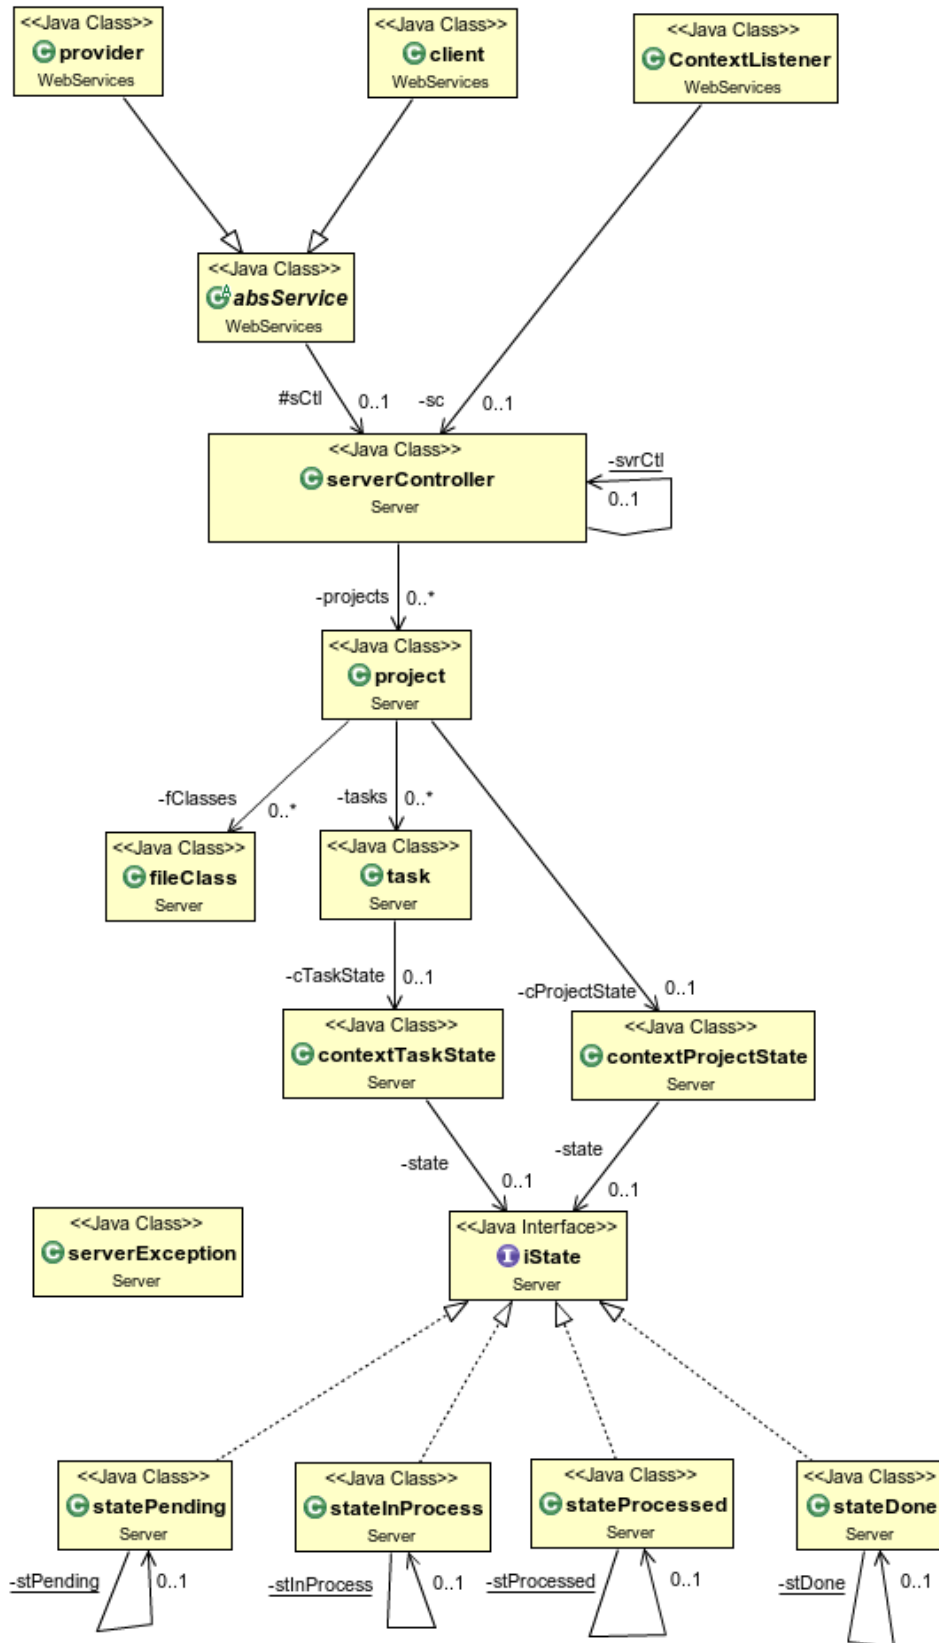 <<Java Class>>
provider
WebServices
<<Java Class>>
client
WebServices
<<Java Class>>
ContextListener
WebServices
<<Java Class>>
absService
WebServices
#sCtl
0..1
-sc
0..1
<<Java Class>>
serverController
Server
-svrCtl
0..1
-projects
0..*
<<Java Class>>
project
Server
-fClasses
0..*
-tasks
0..*
<<Java Class>>
fileClass
Server
<<Java Class>>
task
Server
-cTaskState
0..1
-cProjectState
0..1
<<Java Class>>
contextTaskState
Server
<<Java Class>>
contextProjectState
Server
-state
0..1
-state
0..1
<<Java Class>>
serverException
Server
<<Java Interface>>
iState
Server
<<Java Class>>
statePending
Server
<<Java Class>>
stateInProcess
Server
<<Java Class>>
stateProcessed
Server
<<Java Class>>
stateDone
Server
-stPending
0..1
-stInProcess
0..1
-stProcessed
0..1
-stDone
0..1